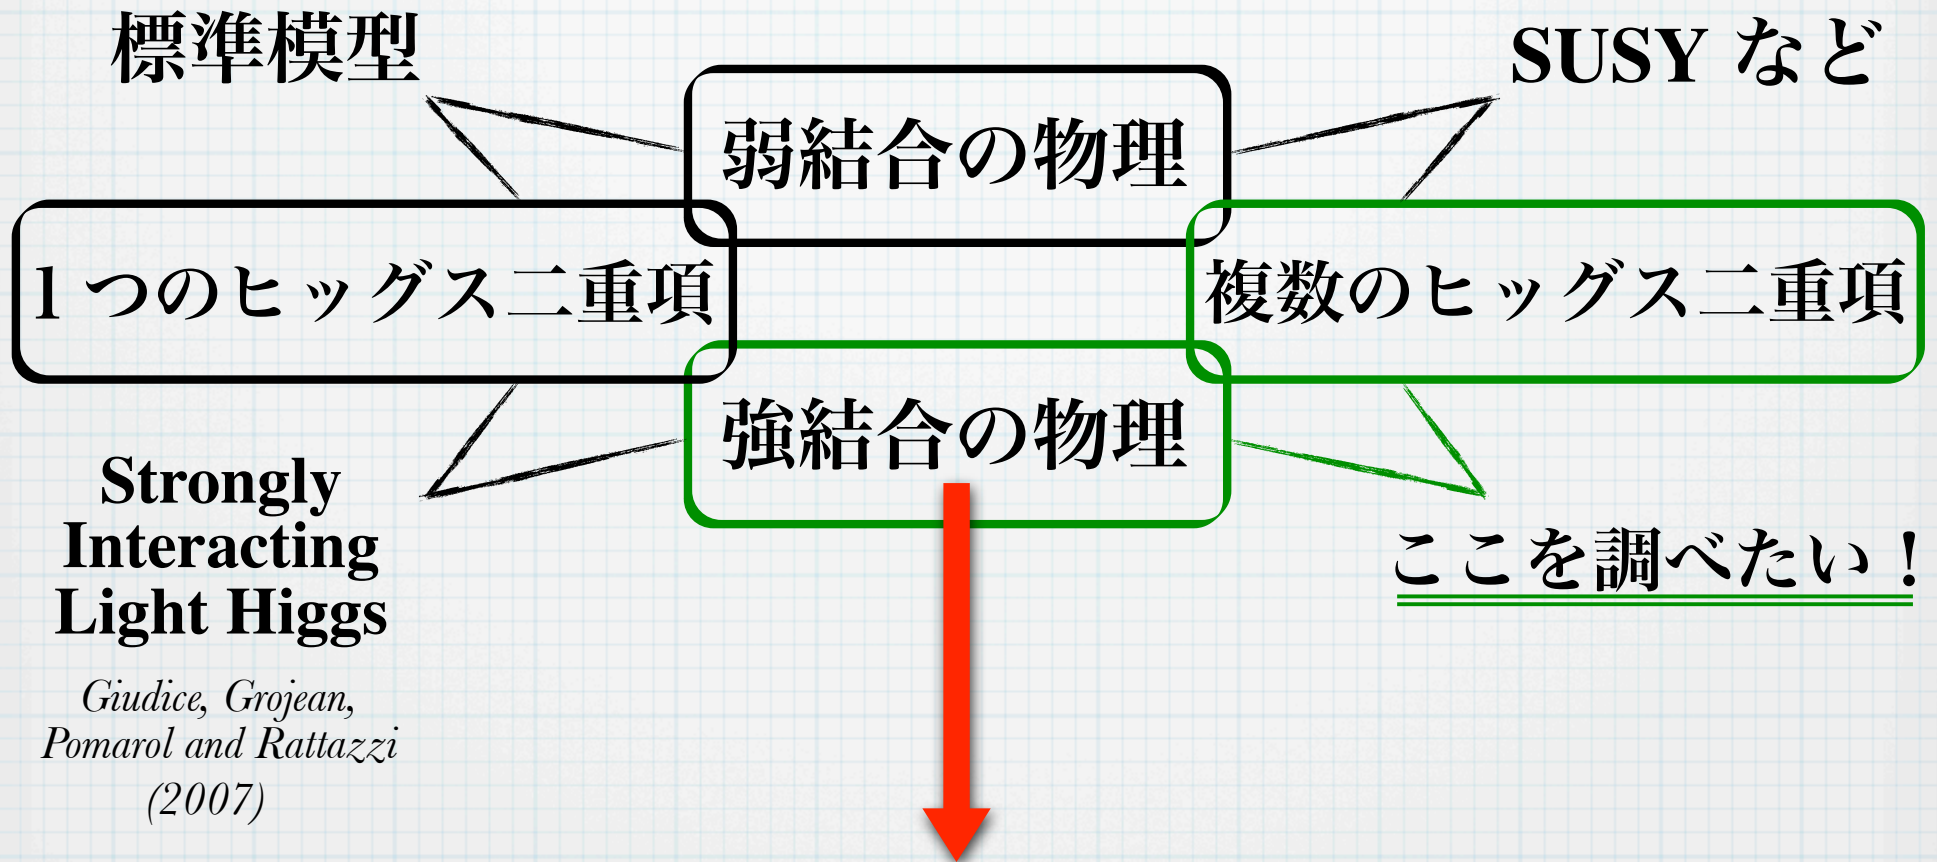 標準模型
SUSY など
弱結合の物理
1 つのヒッグス二重項
複数のヒッグス二重項
強結合の物理
Strongly
Interacting
Light Higgs
Giudice, Grojean,
Pomarol and Rattazzi
(2007)
ここを調べたい！